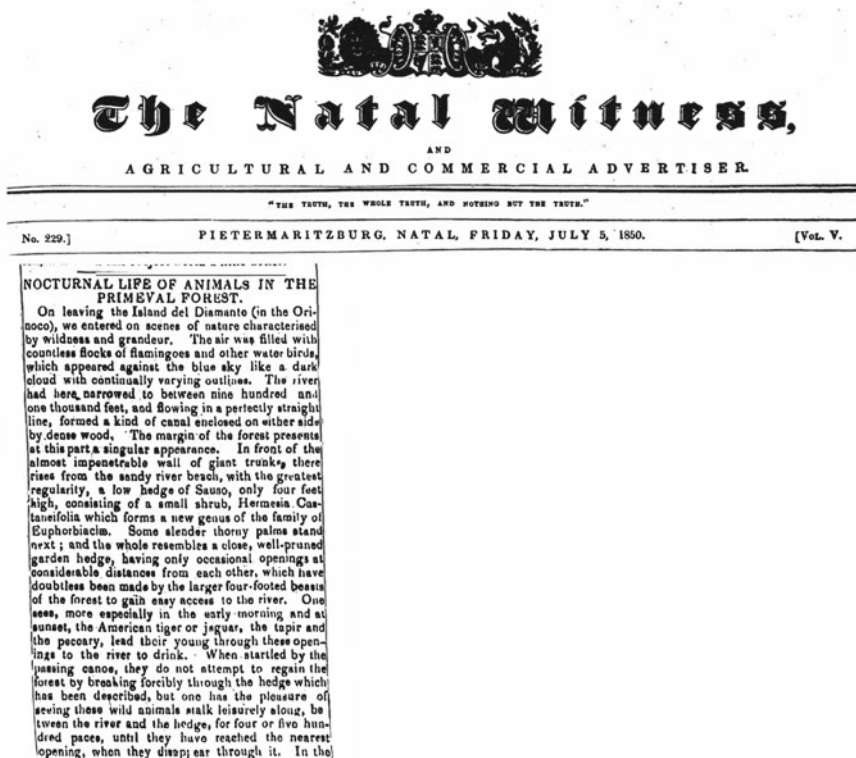 The Natal Witness,
AND
AGRICULTURAL AND COMMERCIAL ADVERTISER.
"THE TRUTH, THE WHOLE TRUTH, AND NOTHING BUT THE TRUTH."
No. 229.] PIETERMARITZBURG, NATAL, FRIDAY, JULY 5, 1850. [VOL. V.
NOCTURNAL LIFE OF ANIMALS IN THE
PRIMEVAL FOREST.
On leaving the Island del Diamante (in the Ori-
noco), we entered on scenes of nature characterised
by wildness and grandeur. The air was filled with
countless flocks of flamingoes and other water birds,
which appeared against the blue sky like a dark
cloud with continually varying outlines. The river
had here narrowed to between nine hundred and
one thousand feet, and flowing in a perfectly straight
line, formed a kind of canal enclosed on either side
by dense wood. The margin of the forest presents
at this part a singular appearance. In front of the
almost impenetrable wall of giant trunks, there
rises from the sandy river beach, with the greatest
regularity, a low hedge of Sauso, only four feet
high, consisting of a small shrub, Hermesia Cas-
taneifolia which forms a new genus of the family of
Euphorbiaciæ. Some slender thorny palms stand
next; and the whole resembles a close, well-pruned
garden hedge, having only occasional openings at
considerable distances from each other, which have
doubtless been made by the larger four-footed beasts
of the forest to gain easy access to the river. One
sees, more especially in the early morning and at
sunset, the American tiger or jaguar, the tapir and
the peccary, lead their young through these open-
ings to the river to drink. When startled by the
passing canoe, they do not attempt to regain the
forest by breaking forcibly through the hedge which
has been described, but one has the pleasure of
seeing these wild animals stalk leisurely along, be
tween the river and the hedge, for four or five hun-
dred paces, until they have reached the nearest
opening, when they disappear through it. In the